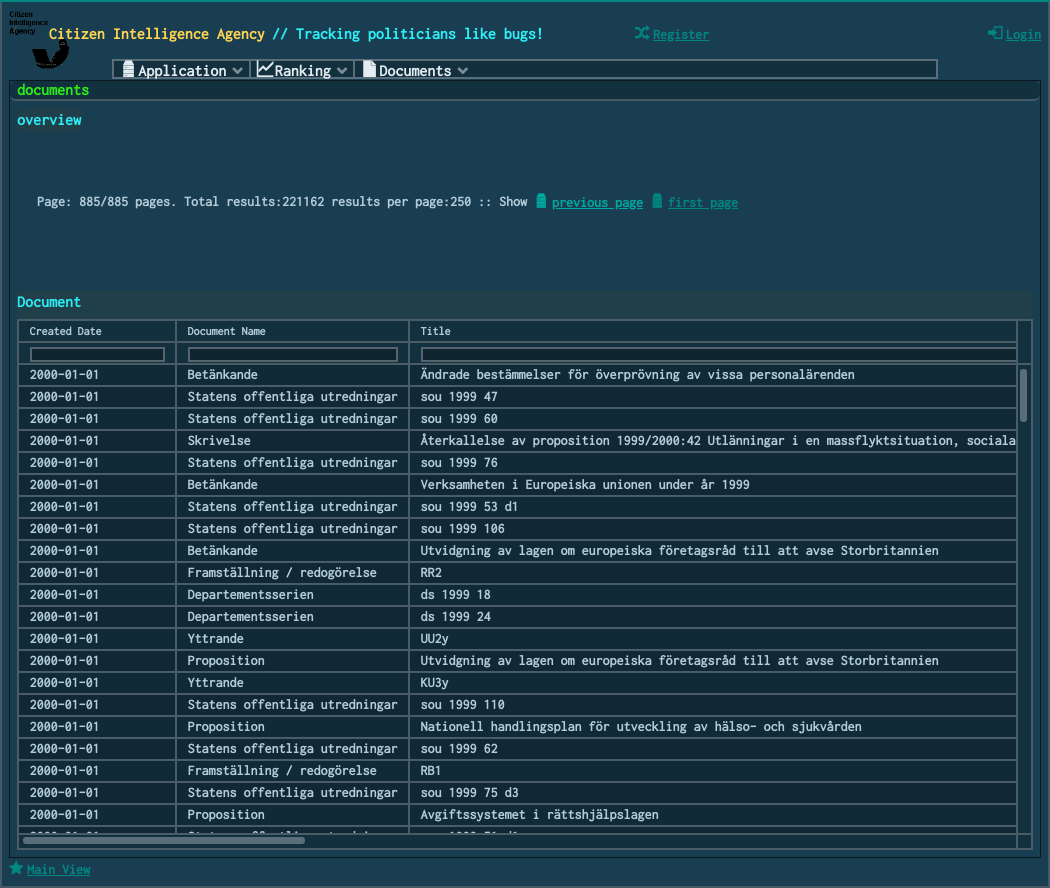 Citizen
Intelligence
Agency
Citizen Intelligence Agency // Tracking politicians like bugs!
Register
Login
Application
Ranking
Documents
documents
overview
Page: 885/885 pages. Total results:221162 results per page:250 :: Show previous page first page
Document
Created Date Document Name Title
2000-01-01 Betänkande Ändrade bestämmelser för överprövning av vissa personalärenden
2000-01-01 Statens offentliga utredningar sou 1999 47
2000-01-01 Statens offentliga utredningar sou 1999 60
2000-01-01 Skrivelse Återkallelse av proposition 1999/2000:42 Utlänningar i en massflyktsituation, sociala
2000-01-01 Statens offentliga utredningar sou 1999 76
2000-01-01 Betänkande Verksamheten i Europeiska unionen under år 1999
2000-01-01 Statens offentliga utredningar sou 1999 53 d1
2000-01-01 Statens offentliga utredningar sou 1999 106
2000-01-01 Betänkande Utvidgning av lagen om europeiska företagsråd till att avse Storbritannien
2000-01-01 Framställning / redogörelse RR2
2000-01-01 Departementsserien ds 1999 18
2000-01-01 Departementsserien ds 1999 24
2000-01-01 Yttrande UU2y
2000-01-01 Proposition Utvidgning av lagen om europeiska företagsråd till att avse Storbritannien
2000-01-01 Yttrande KU3y
2000-01-01 Statens offentliga utredningar sou 1999 110
2000-01-01 Proposition Nationell handlingsplan för utveckling av hälso- och sjukvården
2000-01-01 Statens offentliga utredningar sou 1999 62
2000-01-01 Framställning / redogörelse RB1
2000-01-01 Statens offentliga utredningar sou 1999 75 d3
2000-01-01 Proposition Avgiftssystemet i rättshjälpslagen
Main View